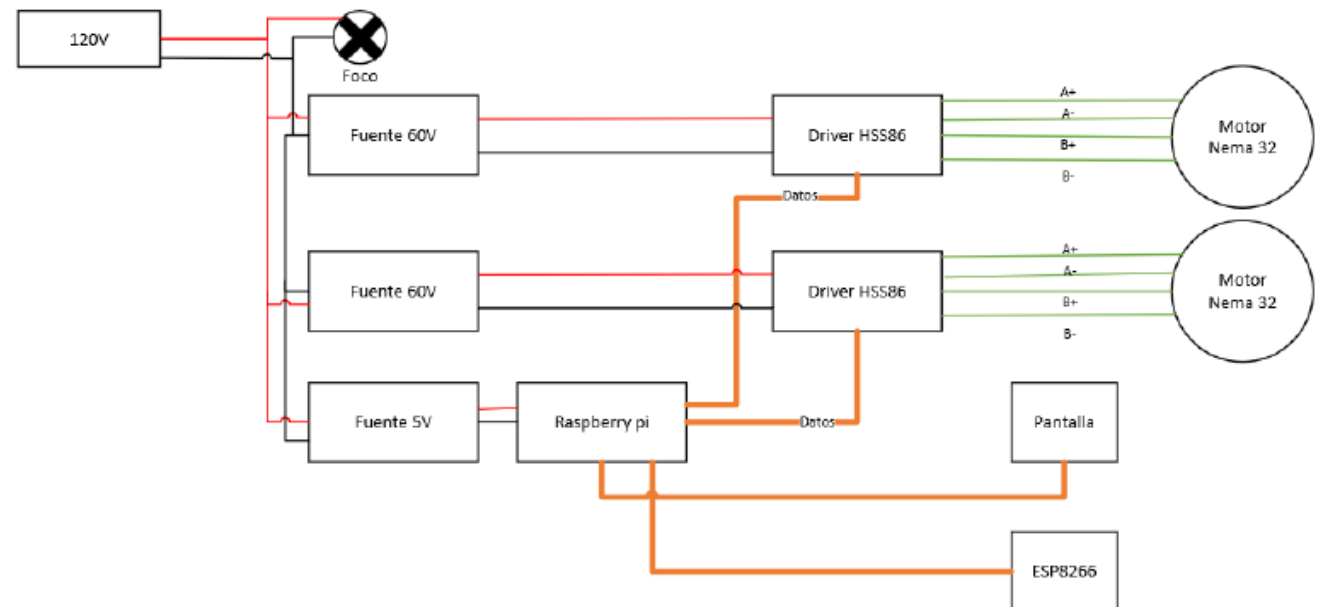 120V
Foco
Fuente 60V
Driver HSS86
A+
A-
B+
B-
Motor
Nema 32
Datos
Fuente 60V
Driver HSS86
A+
A-
B+
B-
Motor
Nema 32
Fuente 5V
Raspberry pi
Datos
Pantalla
ESP8266